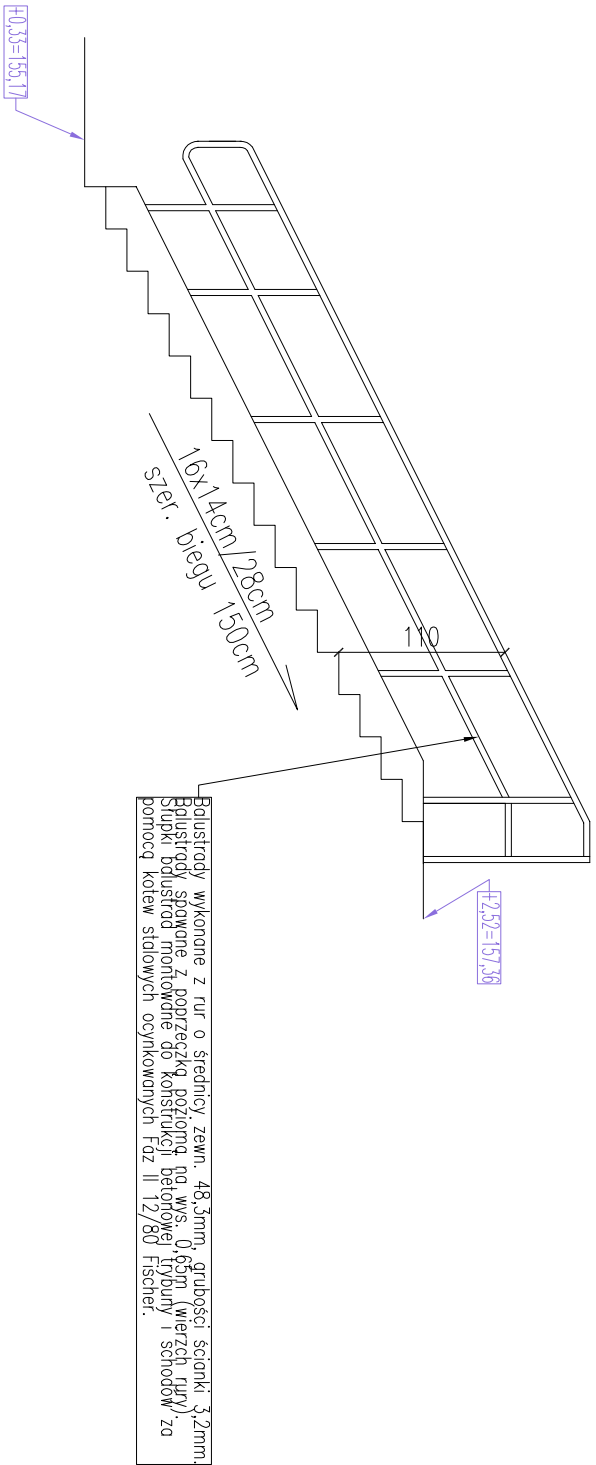 +0,33=155,17
16x14cm/28cm
szer. biegu 150cm
110
+2,52=157,36
Balustrady wykonane z rur o średnicy zewn. 48,3mm, grubości ścianki 3,2mm.
Balustrady spawane z poprzeczką poziomą na wys. 0,65m (wierzch rury).
Słupki balustrad montowane do konstrukcji betonowej trybuny i schodów za
pomocą kotew stalowych ocynkowanych Faz II 12/80 Fischer.